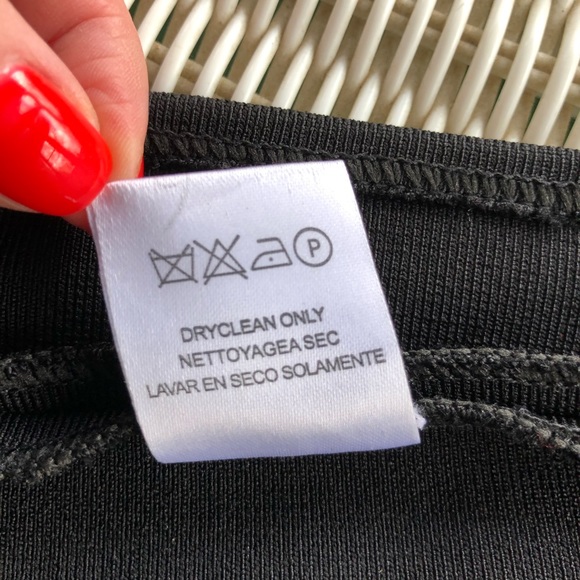 P
DRYCLEAN ONLY
NETTOYAGEA SEC
LAVAR EN SECO SOLAMENTE